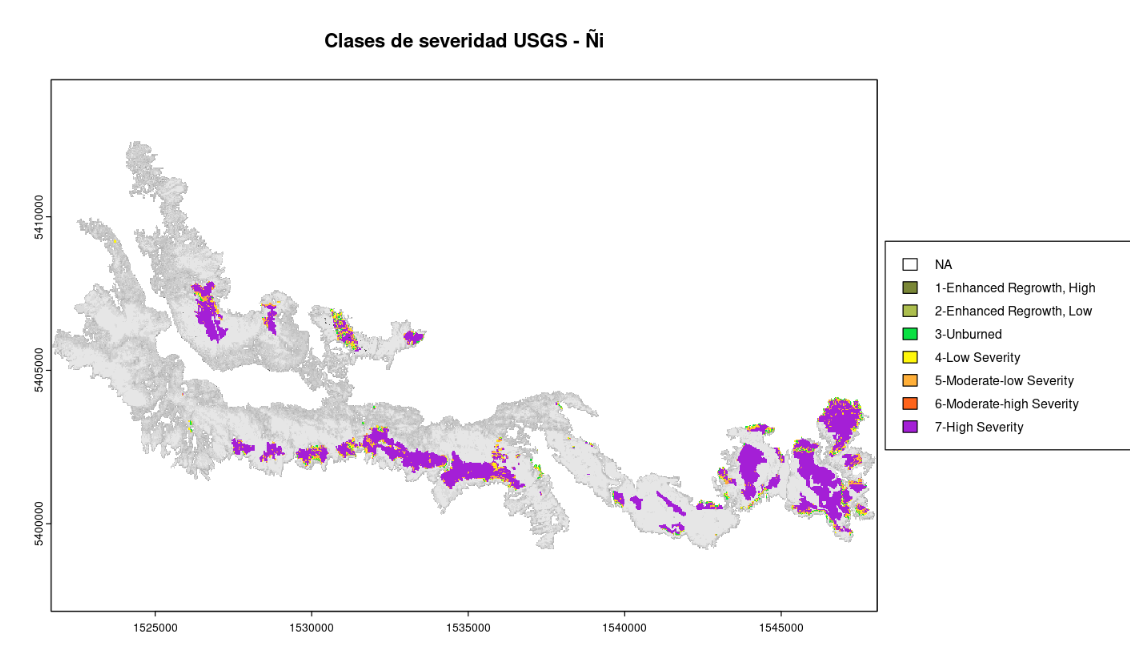 Clases de severidad USGS - Ñi
5410000
5405000
5400000
1525000 1530000 1535000 1540000 1545000
NA
1-Enhanced Regrowth, High
2-Enhanced Regrowth, Low
3-Unburned
4-Low Severity
5-Moderate-low Severity
6-Moderate-high Severity
7-High Severity